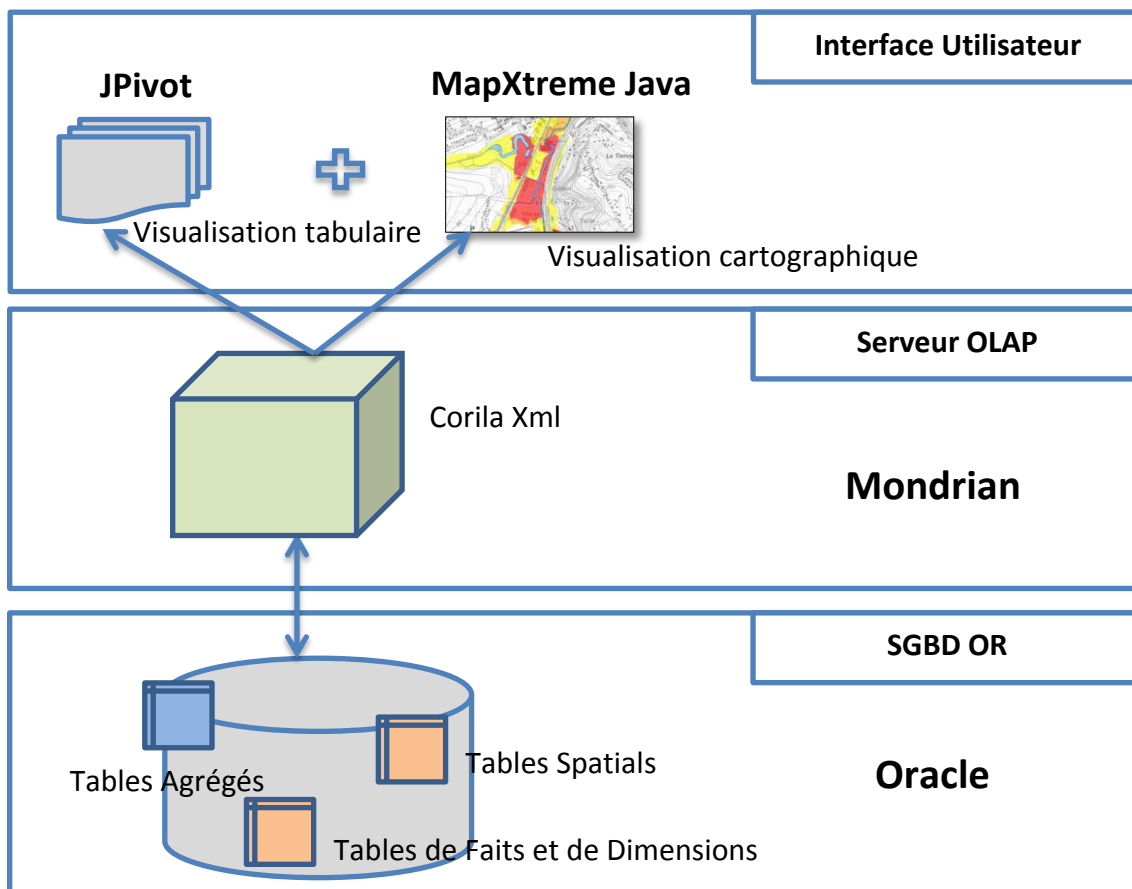 Interface Utilisateur
JPivot
MapXtreme Java
Visualisation tabulaire
Visualisation cartographique
Serveur OLAP
Corila Xml
Mondrian
SGBD OR
Tables Spatials
Tables Agrégés
Oracle
Tables de Faits et de Dimensions